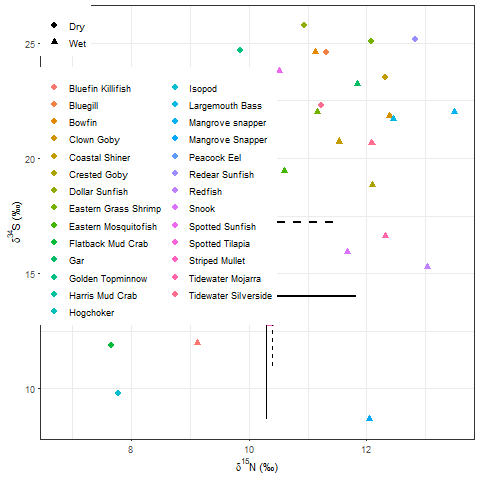 25
20
15
10
δ34S (‰)
Dry
Wet
Bluefin Killifish
Bluegill
Bowfin
Clown Goby
Coastal Shiner
Crested Goby
Dollar Sunfish
Eastern Grass Shrimp
Eastern Mosquitofish
Flatback Mud Crab
Gar
Golden Topminnow
Harris Mud Crab
Hogchoker
Isopod
Largemouth Bass
Mangrove snapper
Mangrove Snapper
Peacock Eel
Redear Sunfish
Redfish
Snook
Spotted Sunfish
Spotted Tilapia
Striped Mullet
Tidewater Mojarra
Tidewater Silverside
8
10
12
δ15N (‰)